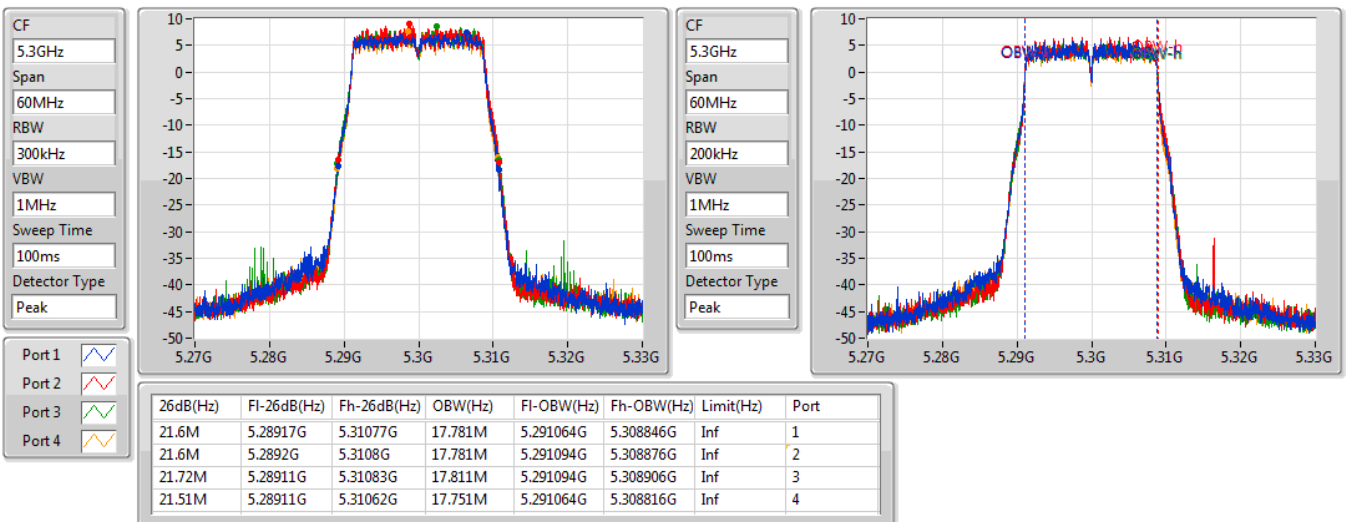 CF
5.3GHz
Span
60MHz
RBW
300kHz
VBW
1MHz
Sweep Time
100ms
Detector Type
Peak
10
5
0
-5
-10
-15
-20
-25
-30
-35
-40
-45
-50
5.27G 5.28G 5.29G 5.3G 5.31G 5.32G 5.33G
CF
5.3GHz
Span
60MHz
RBW
200kHz
VBW
1MHz
Sweep Time
100ms
Detector Type
Peak
10
5
0
-5
-10
-15
-20
-25
-30
-35
-40
-45
-50
5.27G 5.28G 5.29G 5.3G 5.31G 5.32G 5.33G
Port 1
Port 2
Port 3
Port 4
26dB(Hz) Fl-26dB(Hz) Fh-26dB(Hz) OBW(Hz) Fl-OBW(Hz) Fh-OBW(Hz) Limit(Hz) Port
21.6M 5.28917G 5.31077G 17.781M 5.291064G 5.308846G Inf 1
21.6M 5.2892G 5.3108G 17.781M 5.291094G 5.308876G Inf 2
21.72M 5.28911G 5.31083G 17.811M 5.291094G 5.308906G Inf 3
21.51M 5.28911G 5.31062G 17.751M 5.291064G 5.308816G Inf 4